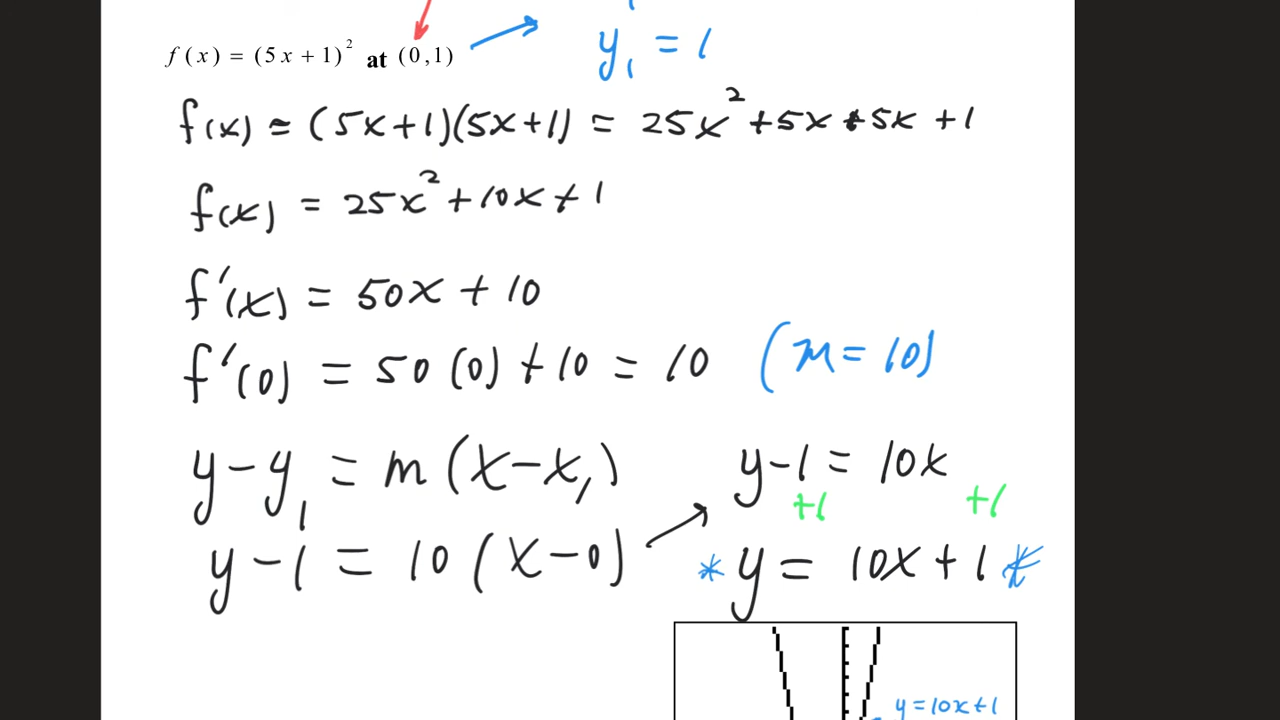 y₁ = 1
f(x) = (5x + 1)² at (0,1)
f(x) = (5x+1)(5x+1) = 25x² +5x +5x +1
f(x) = 25x² +10x + 1
f'(x) = 50x + 10
f'(0) = 50(0) + 10 = 10 (m = 10)
y - y₁ = m(x - x₁)
y - 1 = 10(x - 0)
y - 1 = 10x
+1 +1
* y = 10x + 1 *
y = 10x+1